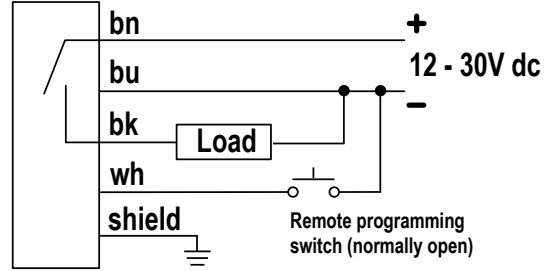 bn
+
12 - 30V dc
bu
−
bk
Load
wh
shield
Remote programming
switch (normally open)